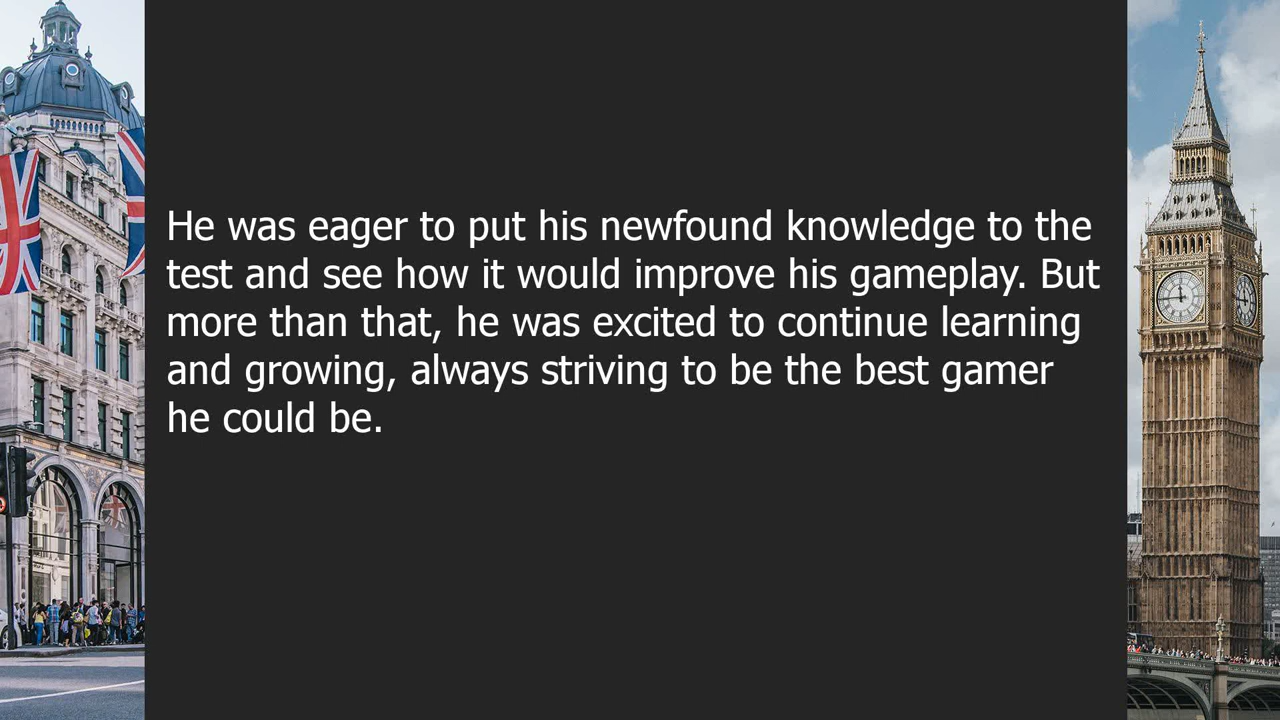 He was eager to put his newfound knowledge to the
test and see how it would improve his gameplay. But
more than that, he was excited to continue learning
and growing, always striving to be the best gamer
he could be.